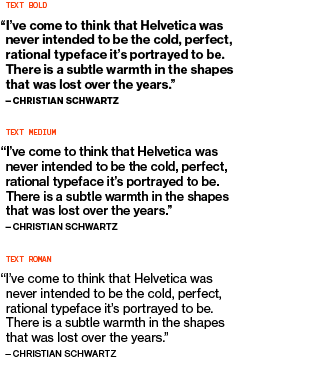 TEXT BOLD
“I’ve come to think that Helvetica was
never intended to be the cold, perfect,
rational typeface it’s portrayed to be.
There is a subtle warmth in the shapes
that was lost over the years.”
– CHRISTIAN SCHWARTZ
TEXT MEDIUM
“I’ve come to think that Helvetica was
never intended to be the cold, perfect,
rational typeface it’s portrayed to be.
There is a subtle warmth in the shapes
that was lost over the years.”
– CHRISTIAN SCHWARTZ
TEXT ROMAN
“I’ve come to think that Helvetica was
never intended to be the cold, perfect,
rational typeface it’s portrayed to be.
There is a subtle warmth in the shapes
that was lost over the years.”
– CHRISTIAN SCHWARTZ